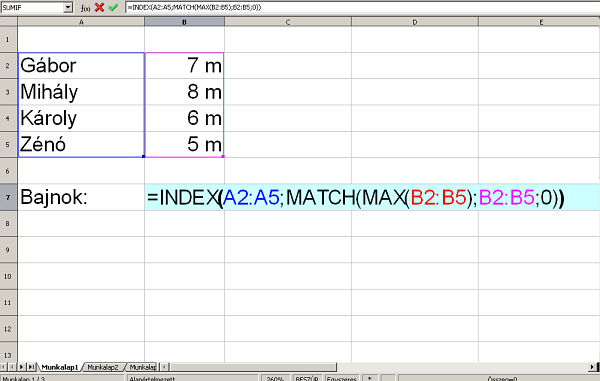 SUMIF f(x) =INDEX(A2:A5;MATCH(MAX(B2:B5);B2:B5;0))
A B C D E
1
2 Gábor 7 m
3 Mihály 8 m
4 Károly 6 m
5 Zénó 5 m
6
7 Bajnok: =INDEX(A2:A5;MATCH(MAX(B2:B5);B2:B5;0))
8
9
10
11
12
13
Munkalap1 Munkalap2 Munkalap
Munkalap 1 / 3 Alapértelmezett 260% BESZÚR Egyszeres * Összeg=0